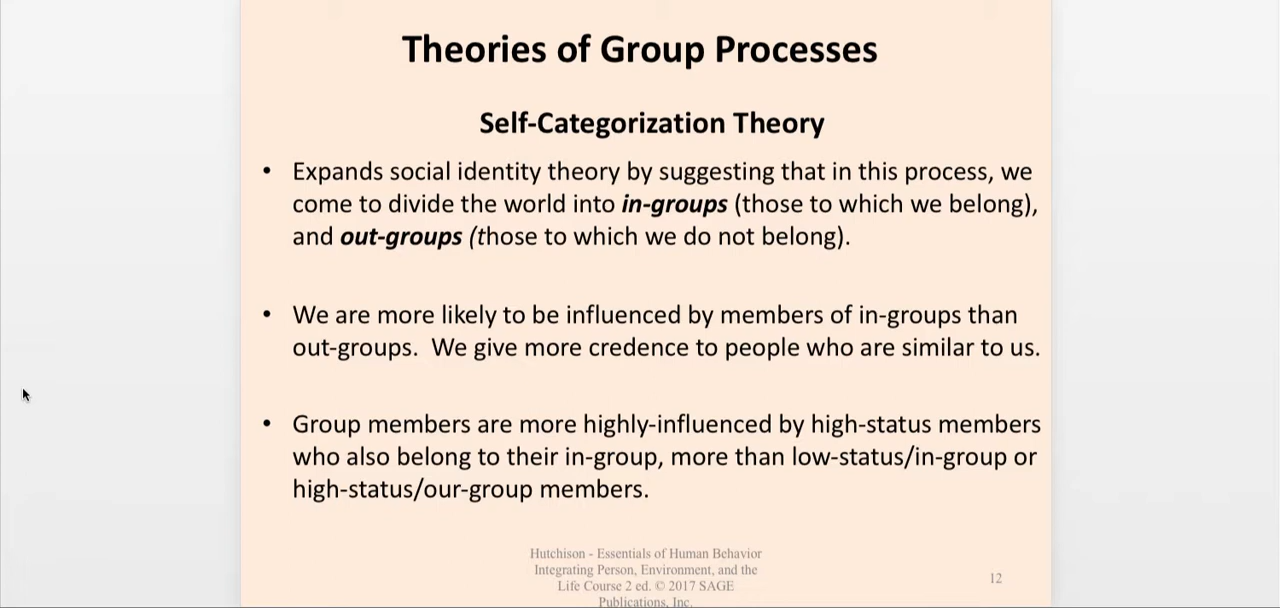 Theories of Group Processes
Self-Categorization Theory
• Expands social identity theory by suggesting that in this process, we
come to divide the world into in-groups (those to which we belong),
and out-groups (those to which we do not belong).
• We are more likely to be influenced by members of in-groups than
out-groups.  We give more credence to people who are similar to us.
• Group members are more highly-influenced by high-status members
who also belong to their in-group, more than low-status/in-group or
high-status/our-group members.
Hutchison - Essentials of Human Behavior
Integrating Person, Environment, and the
Life Course 2 ed. © 2017 SAGE
Publications, Inc.
12